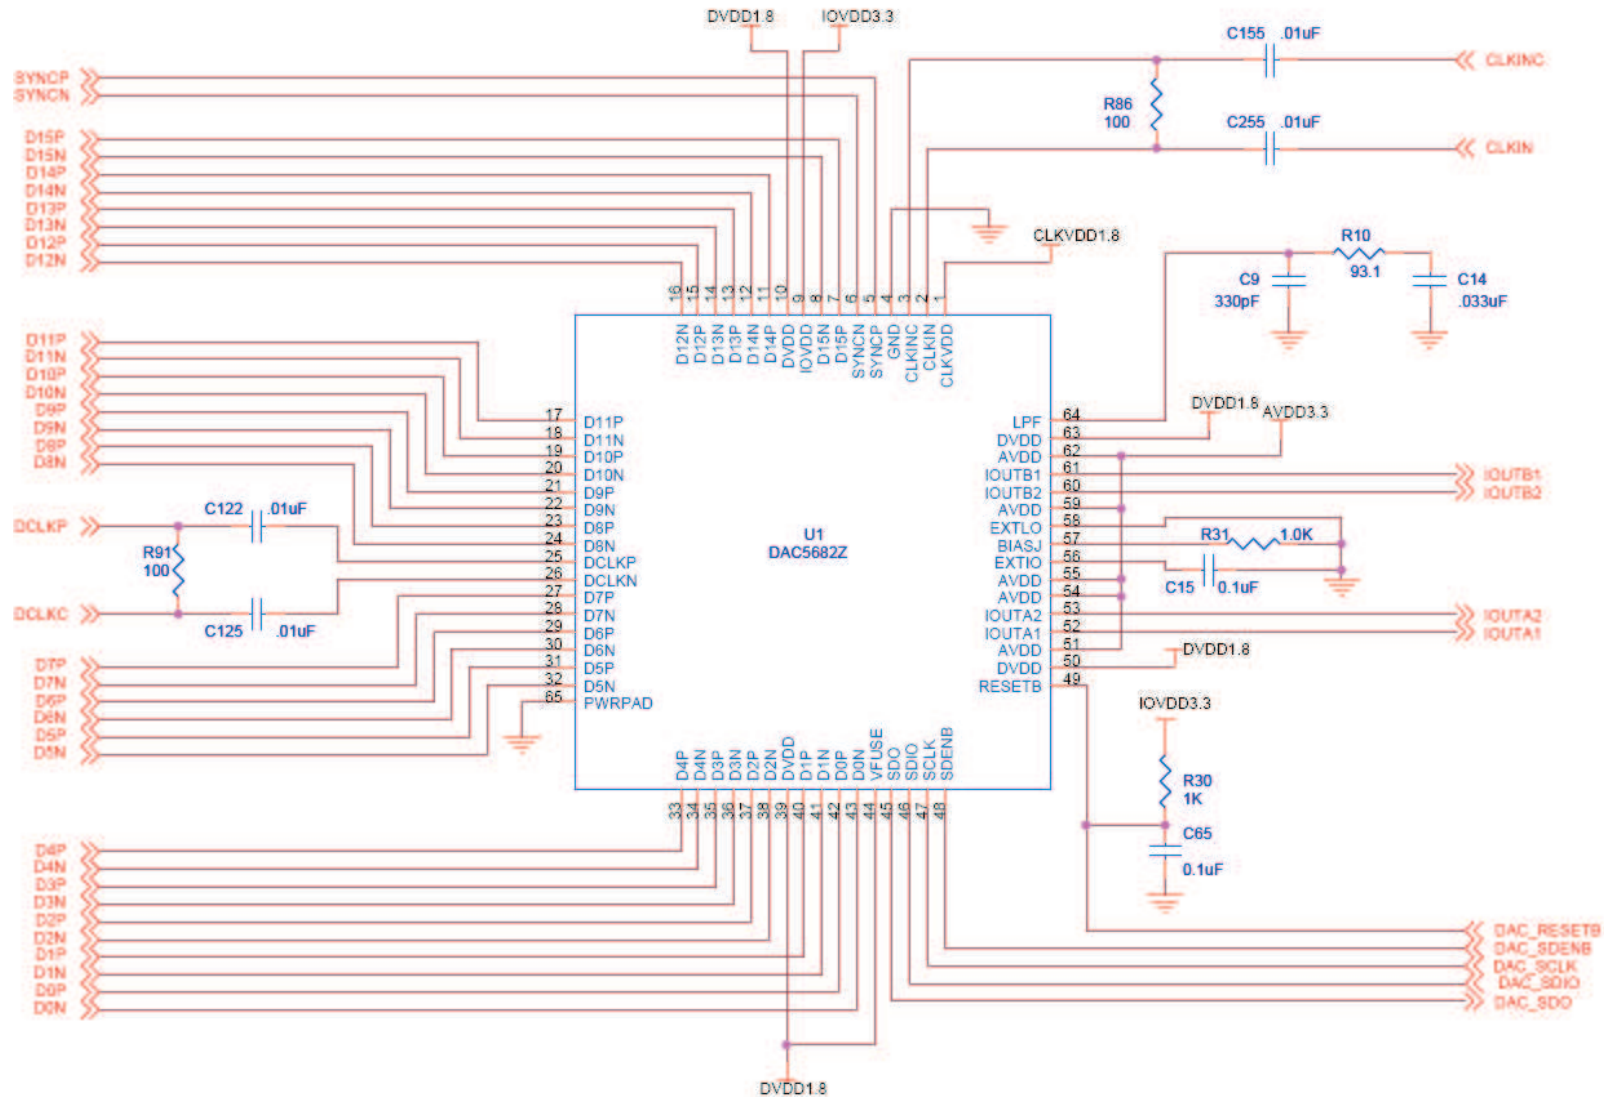 DVDD1.8 IOVDD3.3
C155 .01uF
CLKINC
SYNCP
SYNCN
R86
100
C255 .01uF
CLKIN
D15P
D15N
D14P
D14N
D13P
D13N
D12P
D12N
CLKVDD1.8
R10
93.1
C9
330pF
C14
.033uF
16 15 14 13 12 11 10 9 8 7 6 5 4 3 2 1
D12N D12P D13N D13P D14N D14P DVDD IOVDD D15N D15P SYNCN SYNCP GND CLKINC CLKIN CLKVDD
D11P
D11N
D10P
D10N
D9P
D9N
D8P
D8N
DCLKP
C122 .01uF
R91
100
DCLKC
C125 .01uF
D7P
D7N
D6P
D6N
D5P
D5N
17 D11P
18 D11N
19 D10P
20 D10N
21 D9P
22 D9N
23 D8P
24 D8N
25 DCLKP
26 DCLKN
27 D7P
28 D7N
29 D6P
30 D6N
31 D5P
32 D5N
65 PWRPAD
U1
DAC5682Z
LPF 64
DVDD 63
AVDD 62
IOUTB1 61
IOUTB2 60
AVDD 59
EXTLO 58
BIASJ 57
EXTIO 56
AVDD 55
AVDD 54
IOUTA2 53
IOUTA1 52
AVDD 51
DVDD 50
RESETB 49
DVDD1.8 AVDD3.3
IOUTB1
IOUTB2
R31 1.0K
C15 0.1uF
IOUTA2
IOUTA1
DVDD1.8
IOVDD3.3
R30
1K
C65
0.1uF
D4P D4N D3P D3N D2P D2N DVDD D1P D1N D0P D0N VFUSE SDO SDIO SCLK SDENB
33 34 35 36 37 38 39 40 41 42 43 44 45 46 47 48
D4P
D4N
D3P
D3N
D2P
D2N
D1P
D1N
D0P
D0N
DAC_RESETB
DAC_SDENB
DAC_SCLK
DAC_SDIO
DAC_SDO
DVDD1.8